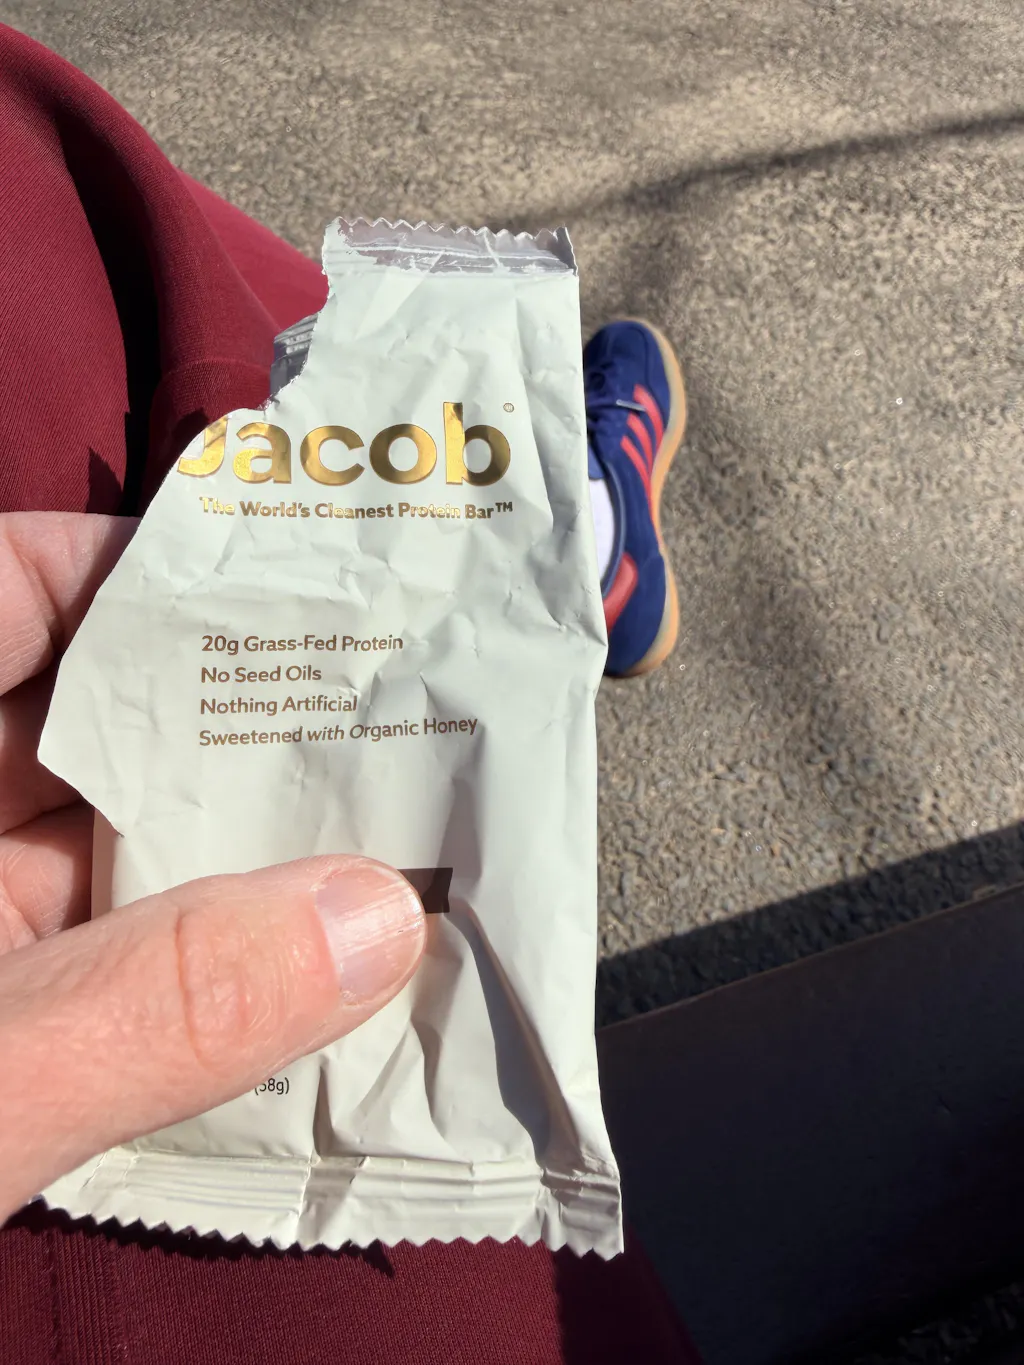 Jacob®
The World's Cleanest Protein Bar™
20g Grass-Fed Protein
No Seed Oils
Nothing Artificial
Sweetened with Organic Honey
(58g)